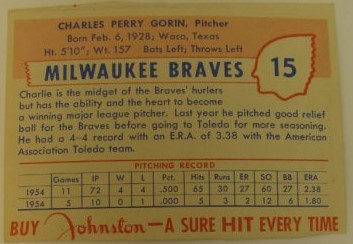 CHARLES PERRY GORIN, Pitcher
Born Feb. 6, 1928; Waco, Texas
Ht. 5'10"; Wt. 157 Bats Left; Throws Left
MILWAUKEE BRAVES 15
Charlie is the midget of the Braves' hurlers
but has the ability and the heart to become
a winning major league pitcher. Last year he pitched good relief
ball for the Braves before going to Toledo for more seasoning.
He had a 4-4 record with an E.R.A. of 3.38 with the American
Association Toledo team.
PITCHING RECORD
Games IP W L Pct. Hits Runs ER SO BB ERA
1954 11 72 4 4 .500 65 30 27 60 27 2.38
1954 5 10 0 1 .000 5 3 2 12 6 1.80
BUY Johnston—A SURE HIT EVERY TIME